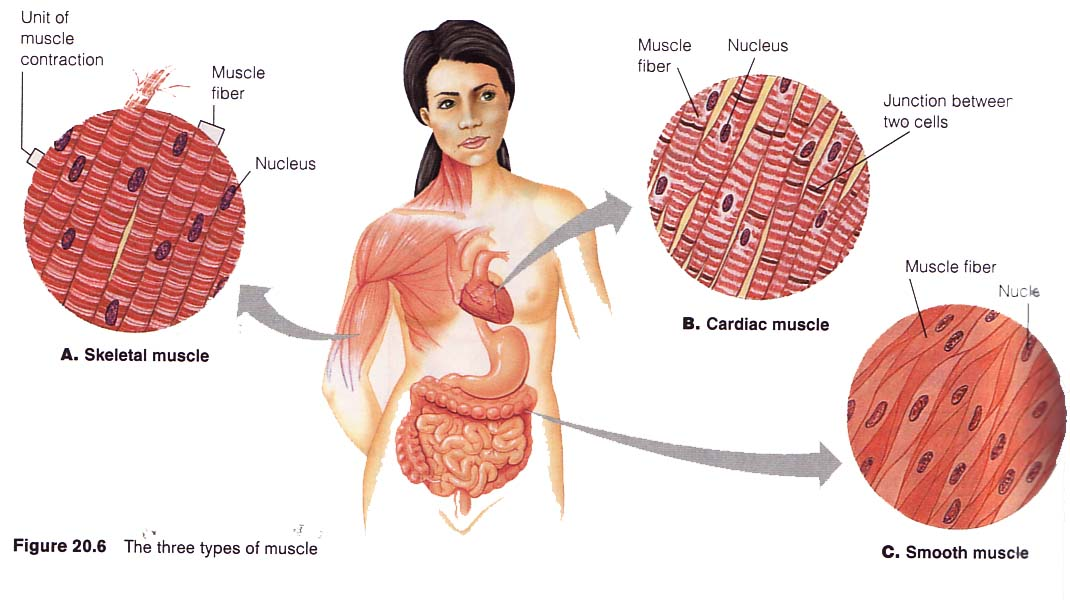 Unit of
muscle
contraction
Muscle
fiber
Nucleus
A. Skeletal muscle
Muscle
fiber
Nucleus
Junction between
two cells
B. Cardiac muscle
Muscle fiber
Nucle
C. Smooth muscle
Figure 20.6 The three types of muscle